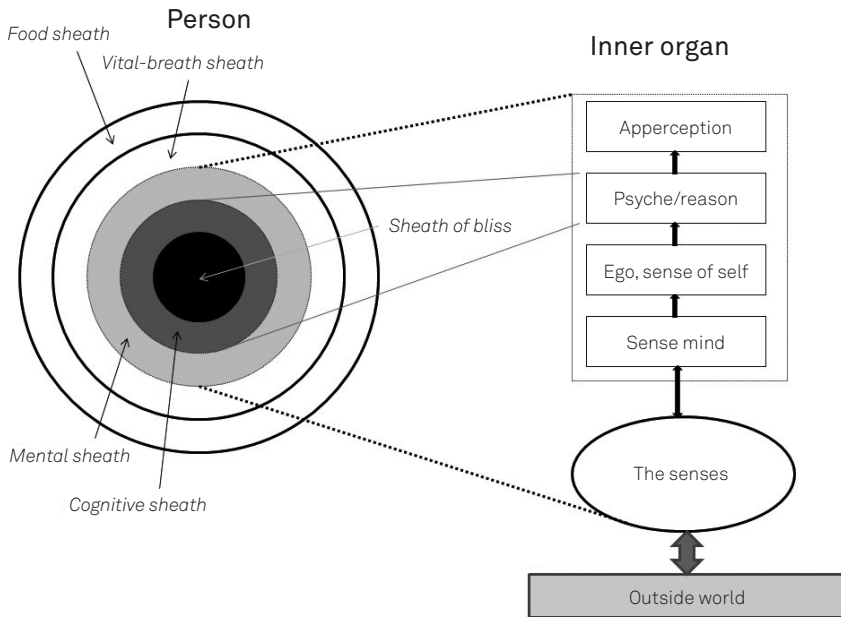 Person
Food sheath
Vital-breath sheath
Inner organ
Apperception
Psyche/reason
Sheath of bliss
Ego, sense of self
Sense mind
Mental sheath
The senses
Cognitive sheath
Outside world